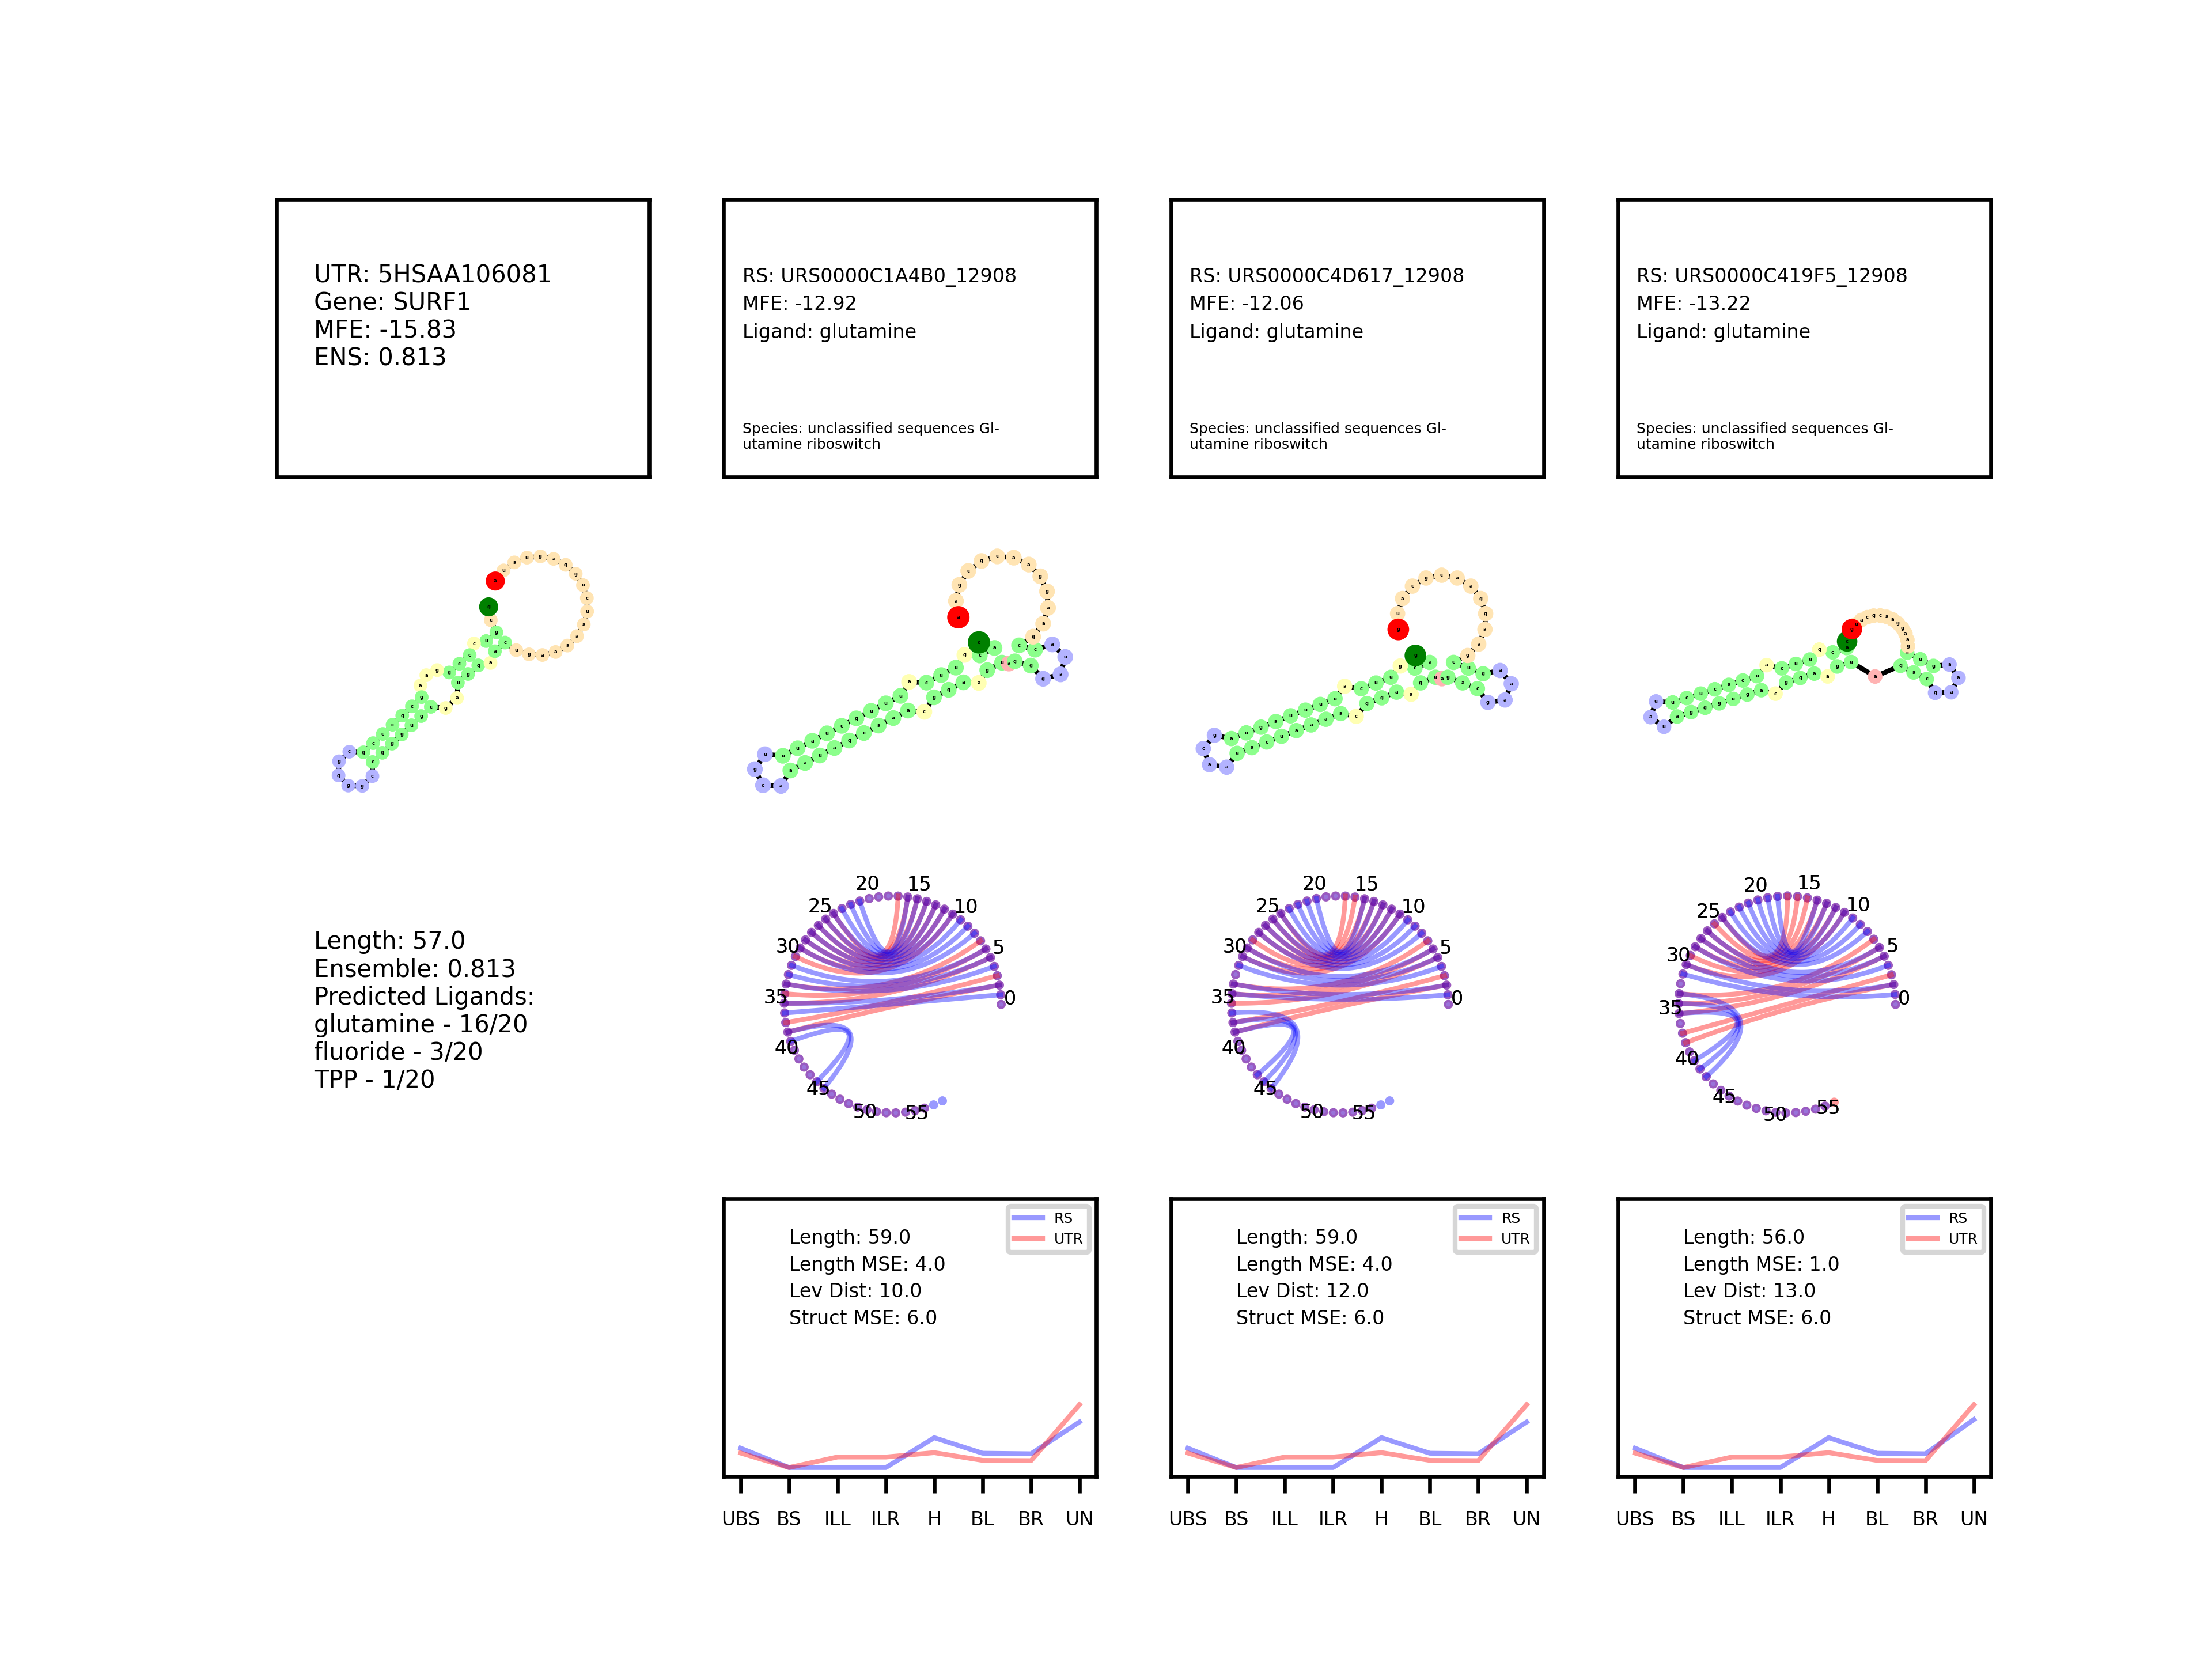 UTR: 5HSAA106081
Gene: SURF1
MFE: -15.83
ENS: 0.813
RS: URS0000C1A4B0_12908
MFE: -12.92
Ligand: glutamine
Species: unclassified sequences Gl-
utamine riboswitch
RS: URS0000C4D617_12908
MFE: -12.06
Ligand: glutamine
Species: unclassified sequences Gl-
utamine riboswitch
RS: URS0000C419F5_12908
MFE: -13.22
Ligand: glutamine
Species: unclassified sequences Gl-
utamine riboswitch
Length: 57.0
Ensemble: 0.813
Predicted Ligands:
glutamine - 16/20
fluoride - 3/20
TPP - 1/20
0 5 10 15 20 25 30 35 40 45 50 55
0 5 10 15 20 25 30 35 40 45 50 55
0 5 10 15 20 25 30 35 40 45 50 55
RS
UTR
Length: 59.0
Length MSE: 4.0
Lev Dist: 10.0
Struct MSE: 6.0
UBS BS ILL ILR H BL BR UN
RS
UTR
Length: 59.0
Length MSE: 4.0
Lev Dist: 12.0
Struct MSE: 6.0
UBS BS ILL ILR H BL BR UN
RS
UTR
Length: 56.0
Length MSE: 1.0
Lev Dist: 13.0
Struct MSE: 6.0
UBS BS ILL ILR H BL BR UN